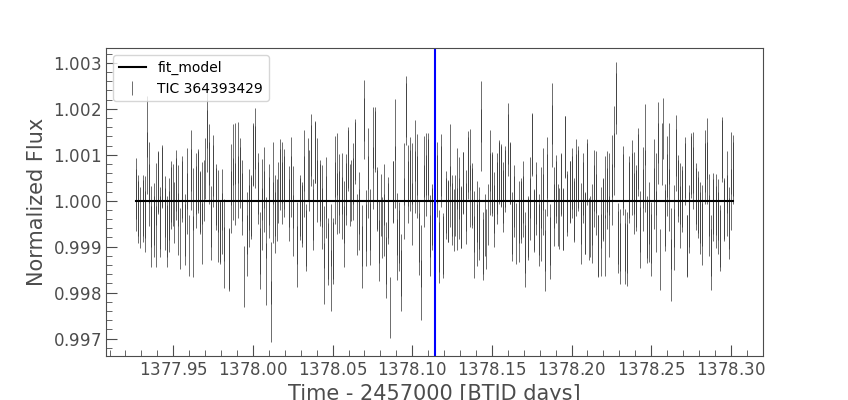 1.003
1.002
1.001
1.000
0.999
0.998
0.997
Normalized Flux
fit_model
TIC 364393429
1377.95 1378.00 1378.05 1378.10 1378.15 1378.20 1378.25 1378.30
Time - 2457000 [BTJD days]